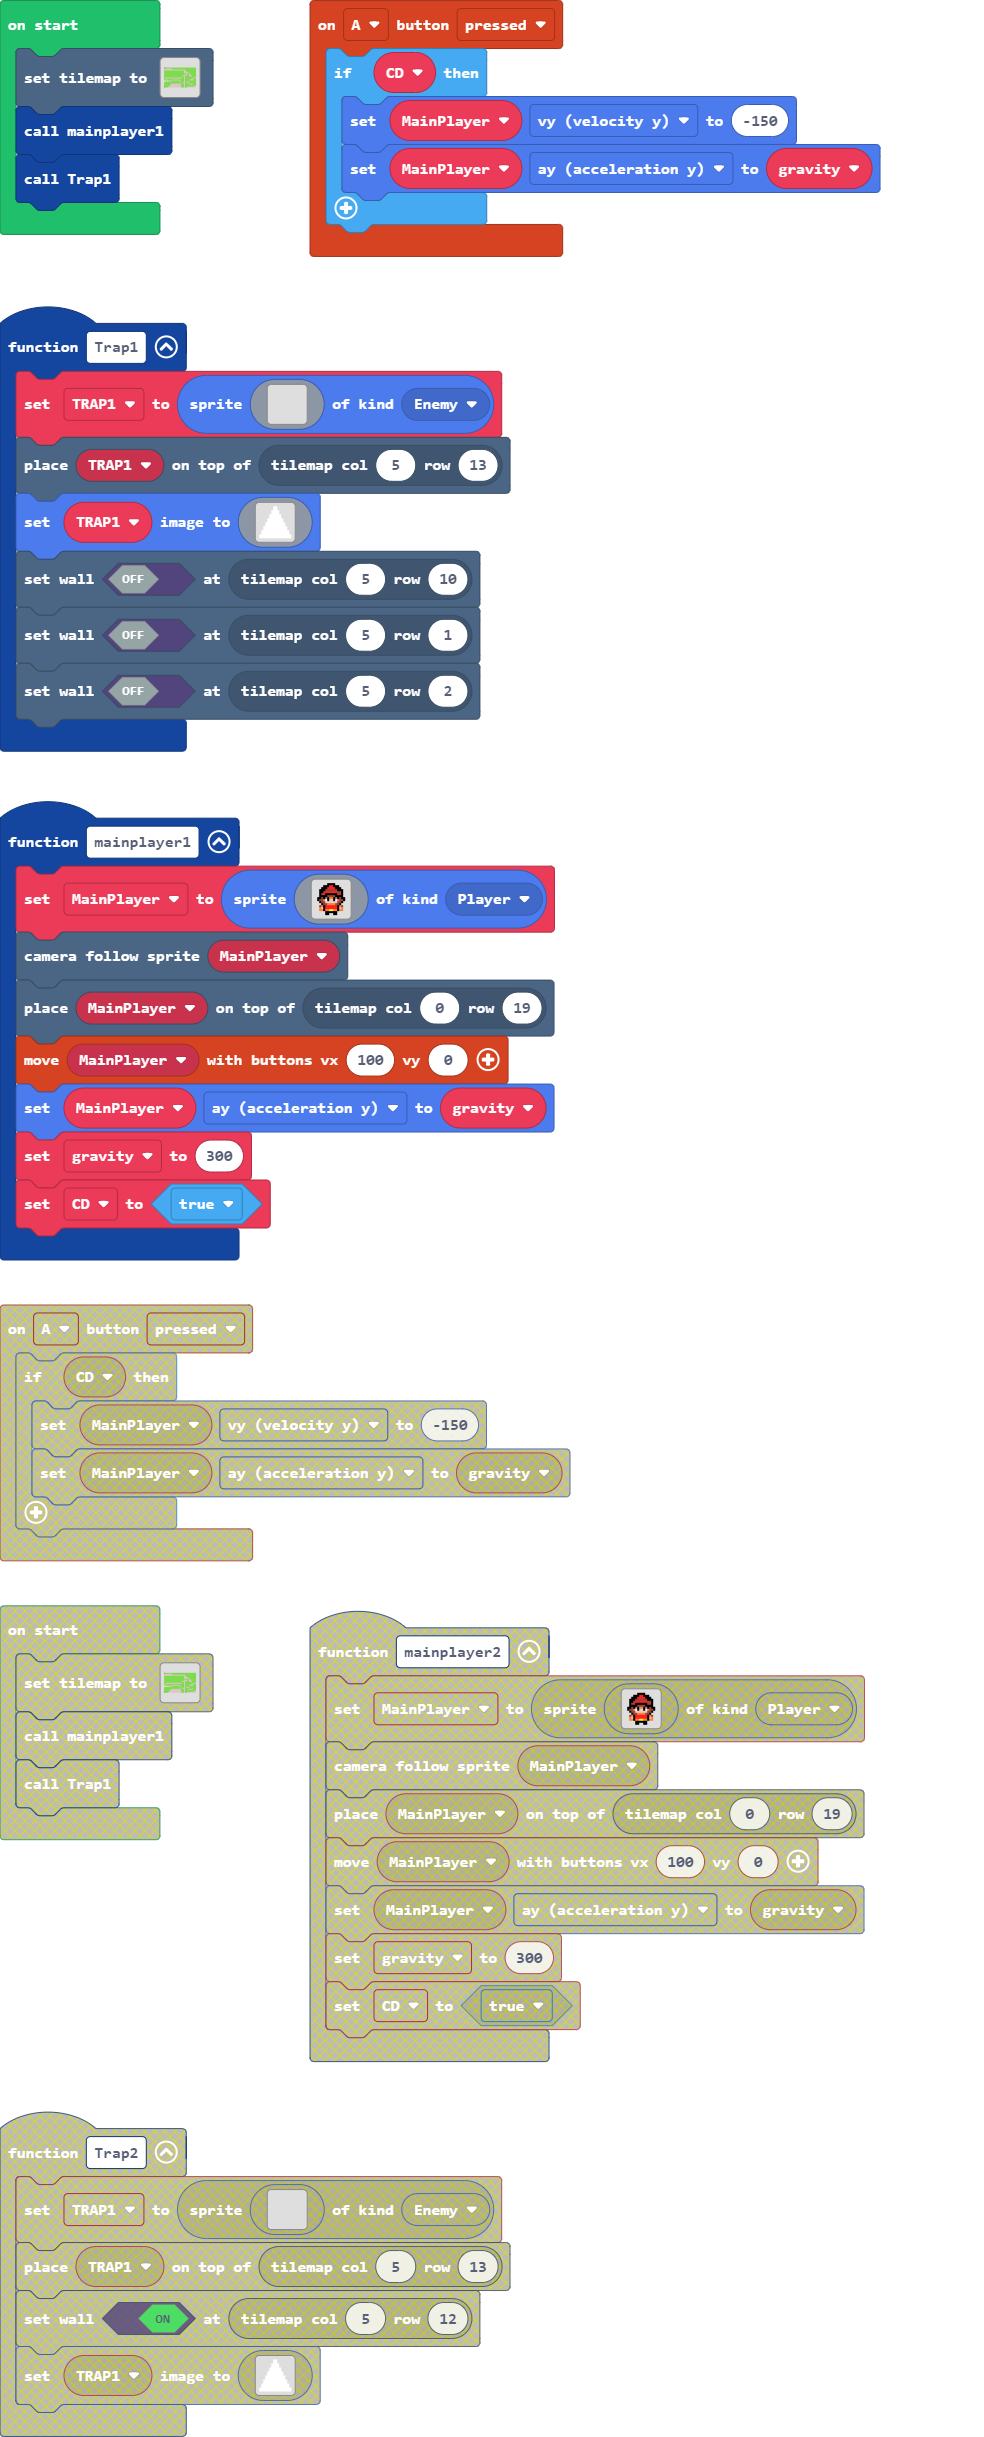 on start
set tilemap to
call mainplayer1
call Trap1
on A button pressed
if CD then
set MainPlayer vy (velocity y) to -150
set MainPlayer ay (acceleration y) to gravity
function Trap1
set TRAP1 to sprite of kind Enemy
place TRAP1 on top of tilemap col 5 row 13
set TRAP1 image to
set wall OFF at tilemap col 5 row 10
set wall OFF at tilemap col 5 row 1
set wall OFF at tilemap col 5 row 2
function mainplayer1
set MainPlayer to sprite of kind Player
camera follow sprite MainPlayer
place MainPlayer on top of tilemap col 0 row 19
move MainPlayer with buttons vx 100 vy 0
set MainPlayer ay (acceleration y) to gravity
set gravity to 300
set CD to true
on A button pressed
if CD then
set MainPlayer vy (velocity y) to -150
set MainPlayer ay (acceleration y) to gravity
on start
set tilemap to
call mainplayer1
call Trap1
function mainplayer2
set MainPlayer to sprite of kind Player
camera follow sprite MainPlayer
place MainPlayer on top of tilemap col 0 row 19
move MainPlayer with buttons vx 100 vy 0
set MainPlayer ay (acceleration y) to gravity
set gravity to 300
set CD to true
function Trap2
set TRAP1 to sprite of kind Enemy
place TRAP1 on top of tilemap col 5 row 13
set wall ON at tilemap col 5 row 12
set TRAP1 image to